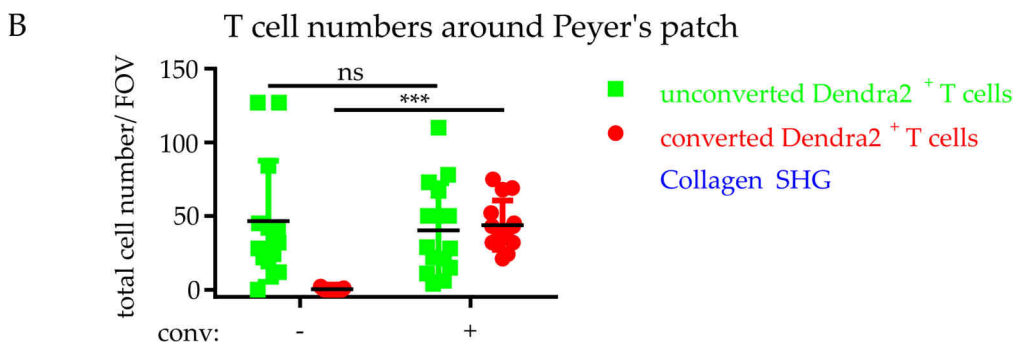 B
T cell numbers around Peyer's patch
total cell number/ FOV
150
100
50
0
ns
***
conv:
-
+
unconverted Dendra2 + T cells
converted Dendra2 + T cells
Collagen SHG